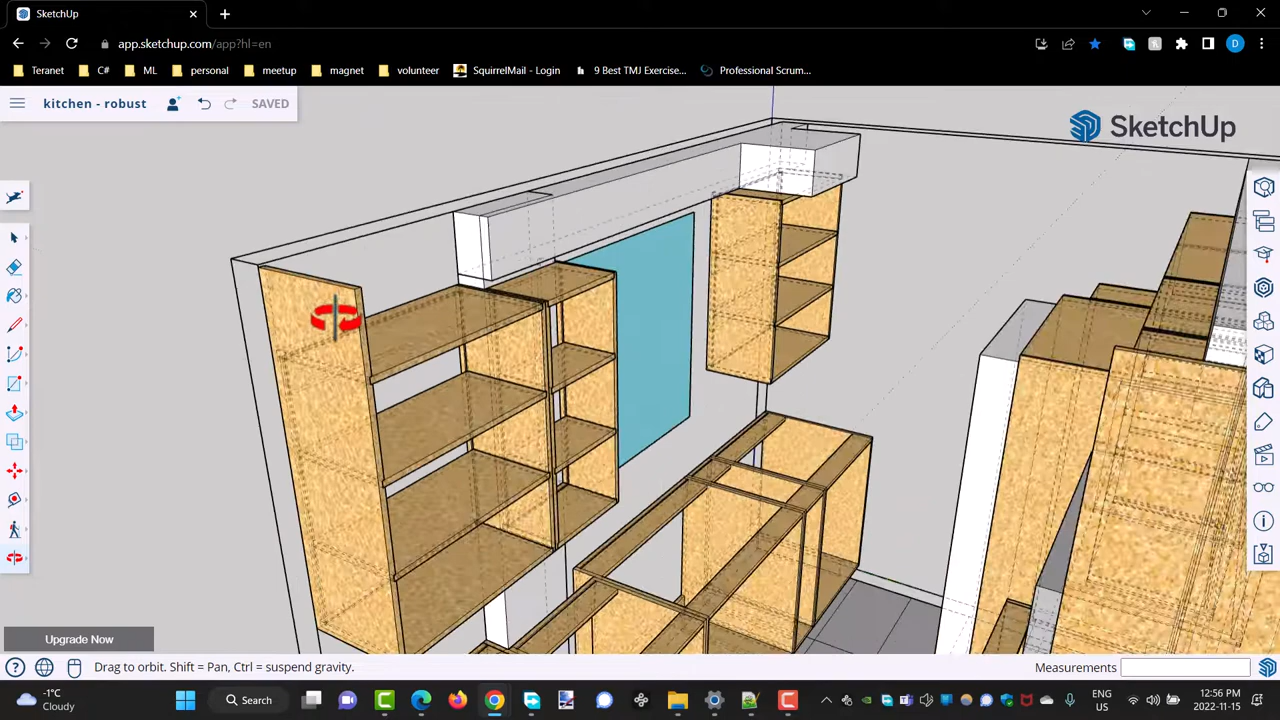 SketchUp
app.sketchup.com/app?hl=en
D
Teranet
C#
ML
personal
meetup
magnet
volunteer
SquirrelMail - Login
9 Best TMJ Exercise...
Professional Scrum...
kitchen - robust
SAVED
SketchUp
Upgrade Now
Drag to orbit. Shift = Pan, Ctrl = suspend gravity.
Measurements
-1°C
Cloudy
Search
ENG
US
12:56 PM
2022-11-15